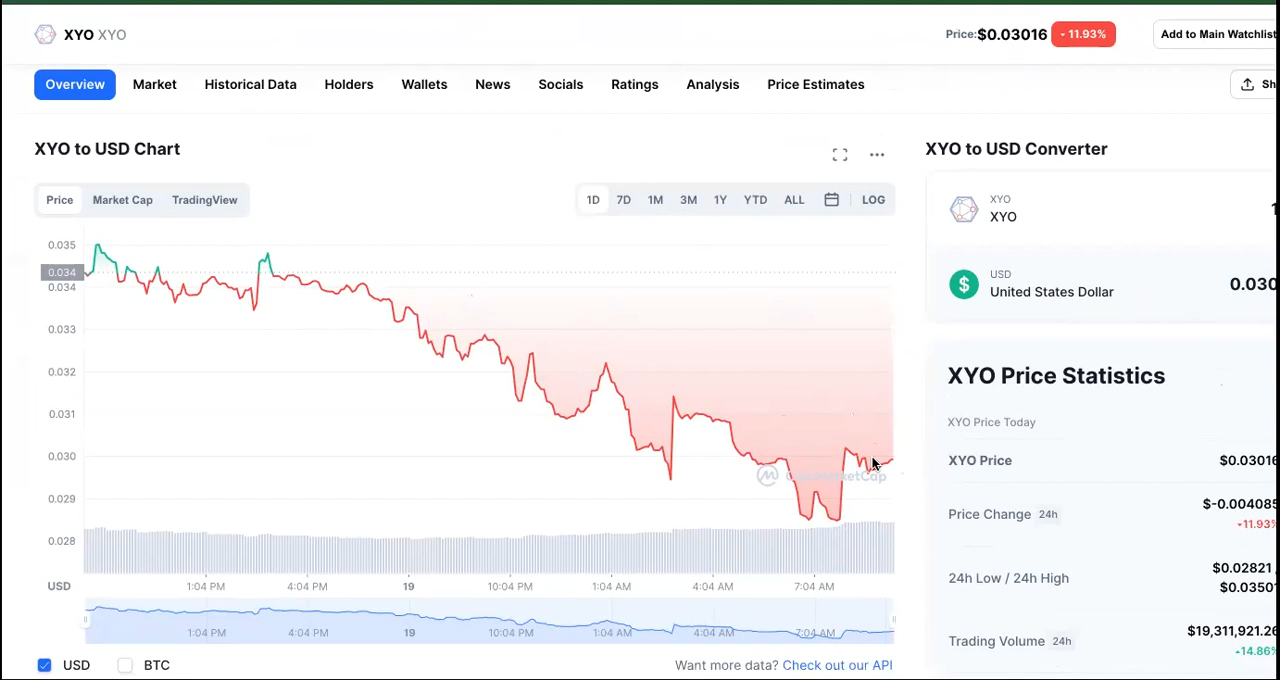 XYO XYO
Price: $0.03016 - 11.93%
Add to Main Watchlist
Overview Market Historical Data Holders Wallets News Socials Ratings Analysis Price Estimates
Sh
XYO to USD Chart
Price Market Cap TradingView
1D 7D 1M 3M 1Y YTD ALL LOG
0.035
0.034
0.034
0.033
0.032
0.031
0.030
0.029
0.028
USD 1:04 PM 4:04 PM 19 10:04 PM 1:04 AM 4:04 AM 7:04 AM
1:04 PM 4:04 PM 19 10:04 PM 1:04 AM 4:04 AM 7:04 AM
USD BTC
Want more data? Check out our API
XYO to USD Converter
XYO
XYO 1
$ USD
United States Dollar 0.030
XYO Price Statistics
XYO Price Today
XYO Price $0.03016
Price Change 24h $-0.004085
11.93%
24h Low / 24h High $0.02821
$0.03501
Trading Volume 24h $19,311,921.26
14.86%